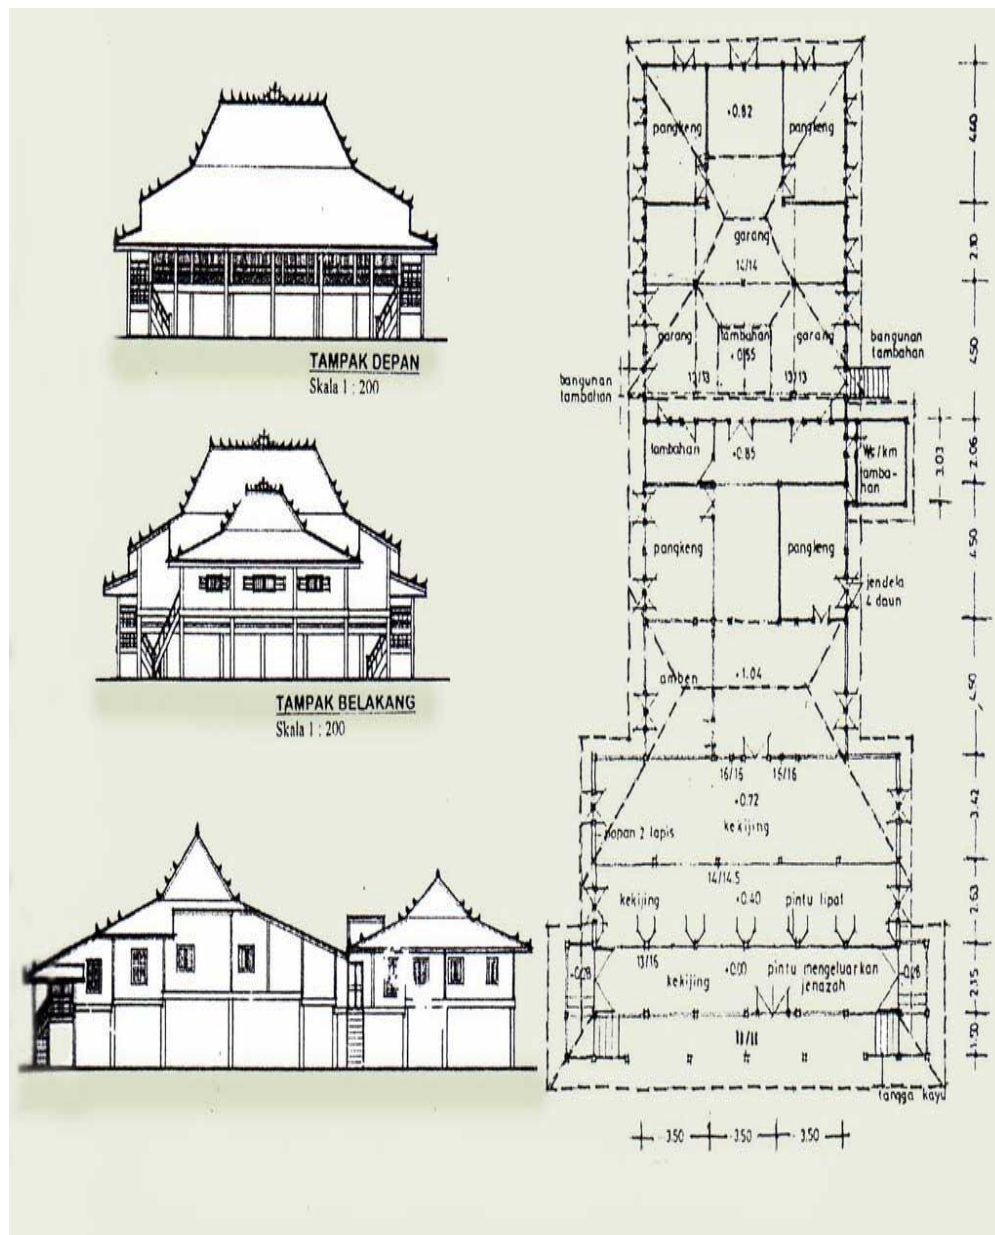 TAMPAK DEPAN
Skala 1 : 200
TAMPAK BELAKANG
Skala 1 : 200
+0.82
pangkeng
pangkeng
4.40
garang
2.10
14/14
garang
tambahan
garang
+0.55
13/13
13/13
bangunan
tambahan
bangunan
tambahan
4.50
tambahan
+0.85
tamba-
han
3.03
2.06
pangkeng
pangkeng
4.50
jendela
4 daun
amben
+1.04
4.50
16/16
16/16
+0.72
kekijing
papan 2 lapis
3.42
14/14.5
kekijing
+0.40
pintu lipat
2.63
13/15
+0.00
pintu mengeluarkan
jenazah
kekijing
2.35
11/11
1.50
tangga kayu
3.50
3.50
3.50